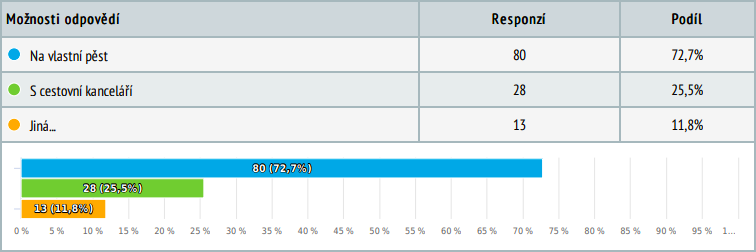 Možnosti odpovědí Responzí Podíl
Na vlastní pěst 80 72,7%
S cestovní kanceláří 28 25,5%
Jiná... 13 11,8%
80 (72,7%)
28 (25,5%)
13 (11,8%)
0 % 5 % 10 % 15 % 20 % 25 % 30 % 35 % 40 % 45 % 50 % 55 % 60 % 65 % 70 % 75 % 80 % 85 % 90 % 95 % 1...